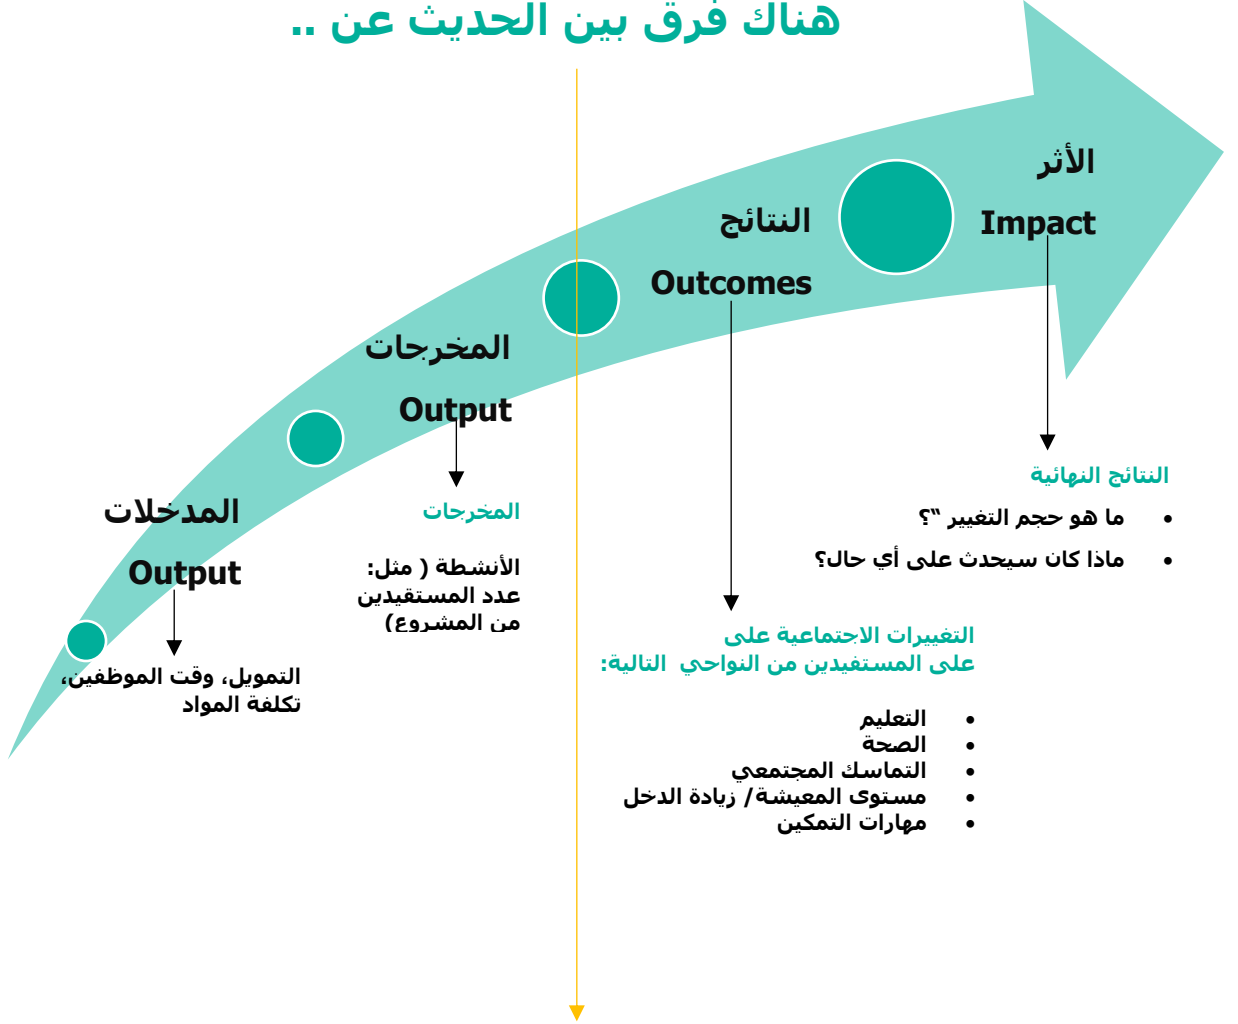 هناك فرق بين الحديث عن ..
الأثر
Impact
النتائج
Outcomes
المخرجات
Output
المدخلات
Output
النتائج النهائية
• ما هو حجم التغيير “؟
• ماذا كان سيحدث على أي حال؟
المخرجات
الأنشطة ( مثل:
عدد المستقيدين
من المشروع)
التغييرات الاجتماعية على
على المستفيدين من النواحي التالية:
• التعليم
• الصحة
• التماسك المجتمعي
• مستوى المعيشة/ زيادة الدخل
• مهارات التمكين
التمويل، وقت الموظفين،
تكلفة المواد